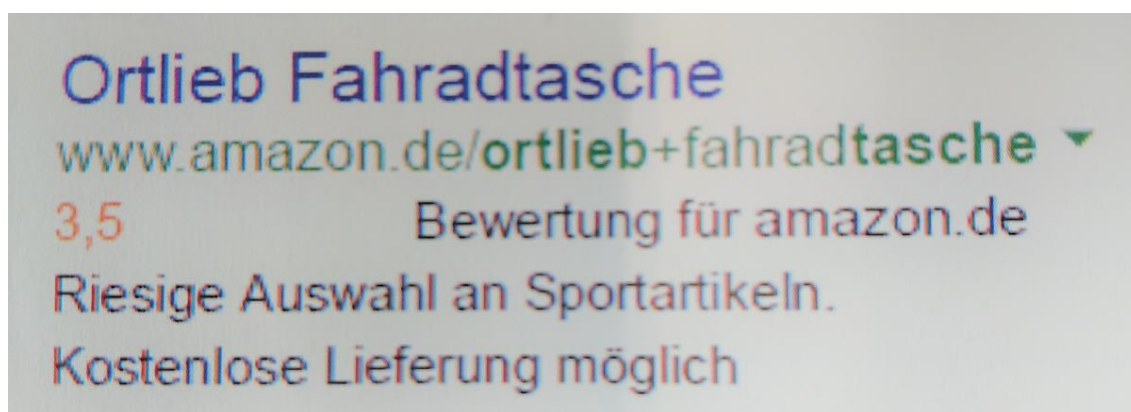 Ortlieb Fahradtasche
www.amazon.de/ortlieb+fahradtasche
3,5 Bewertung für amazon.de
Riesige Auswahl an Sportartikeln.
Kostenlose Lieferung möglich